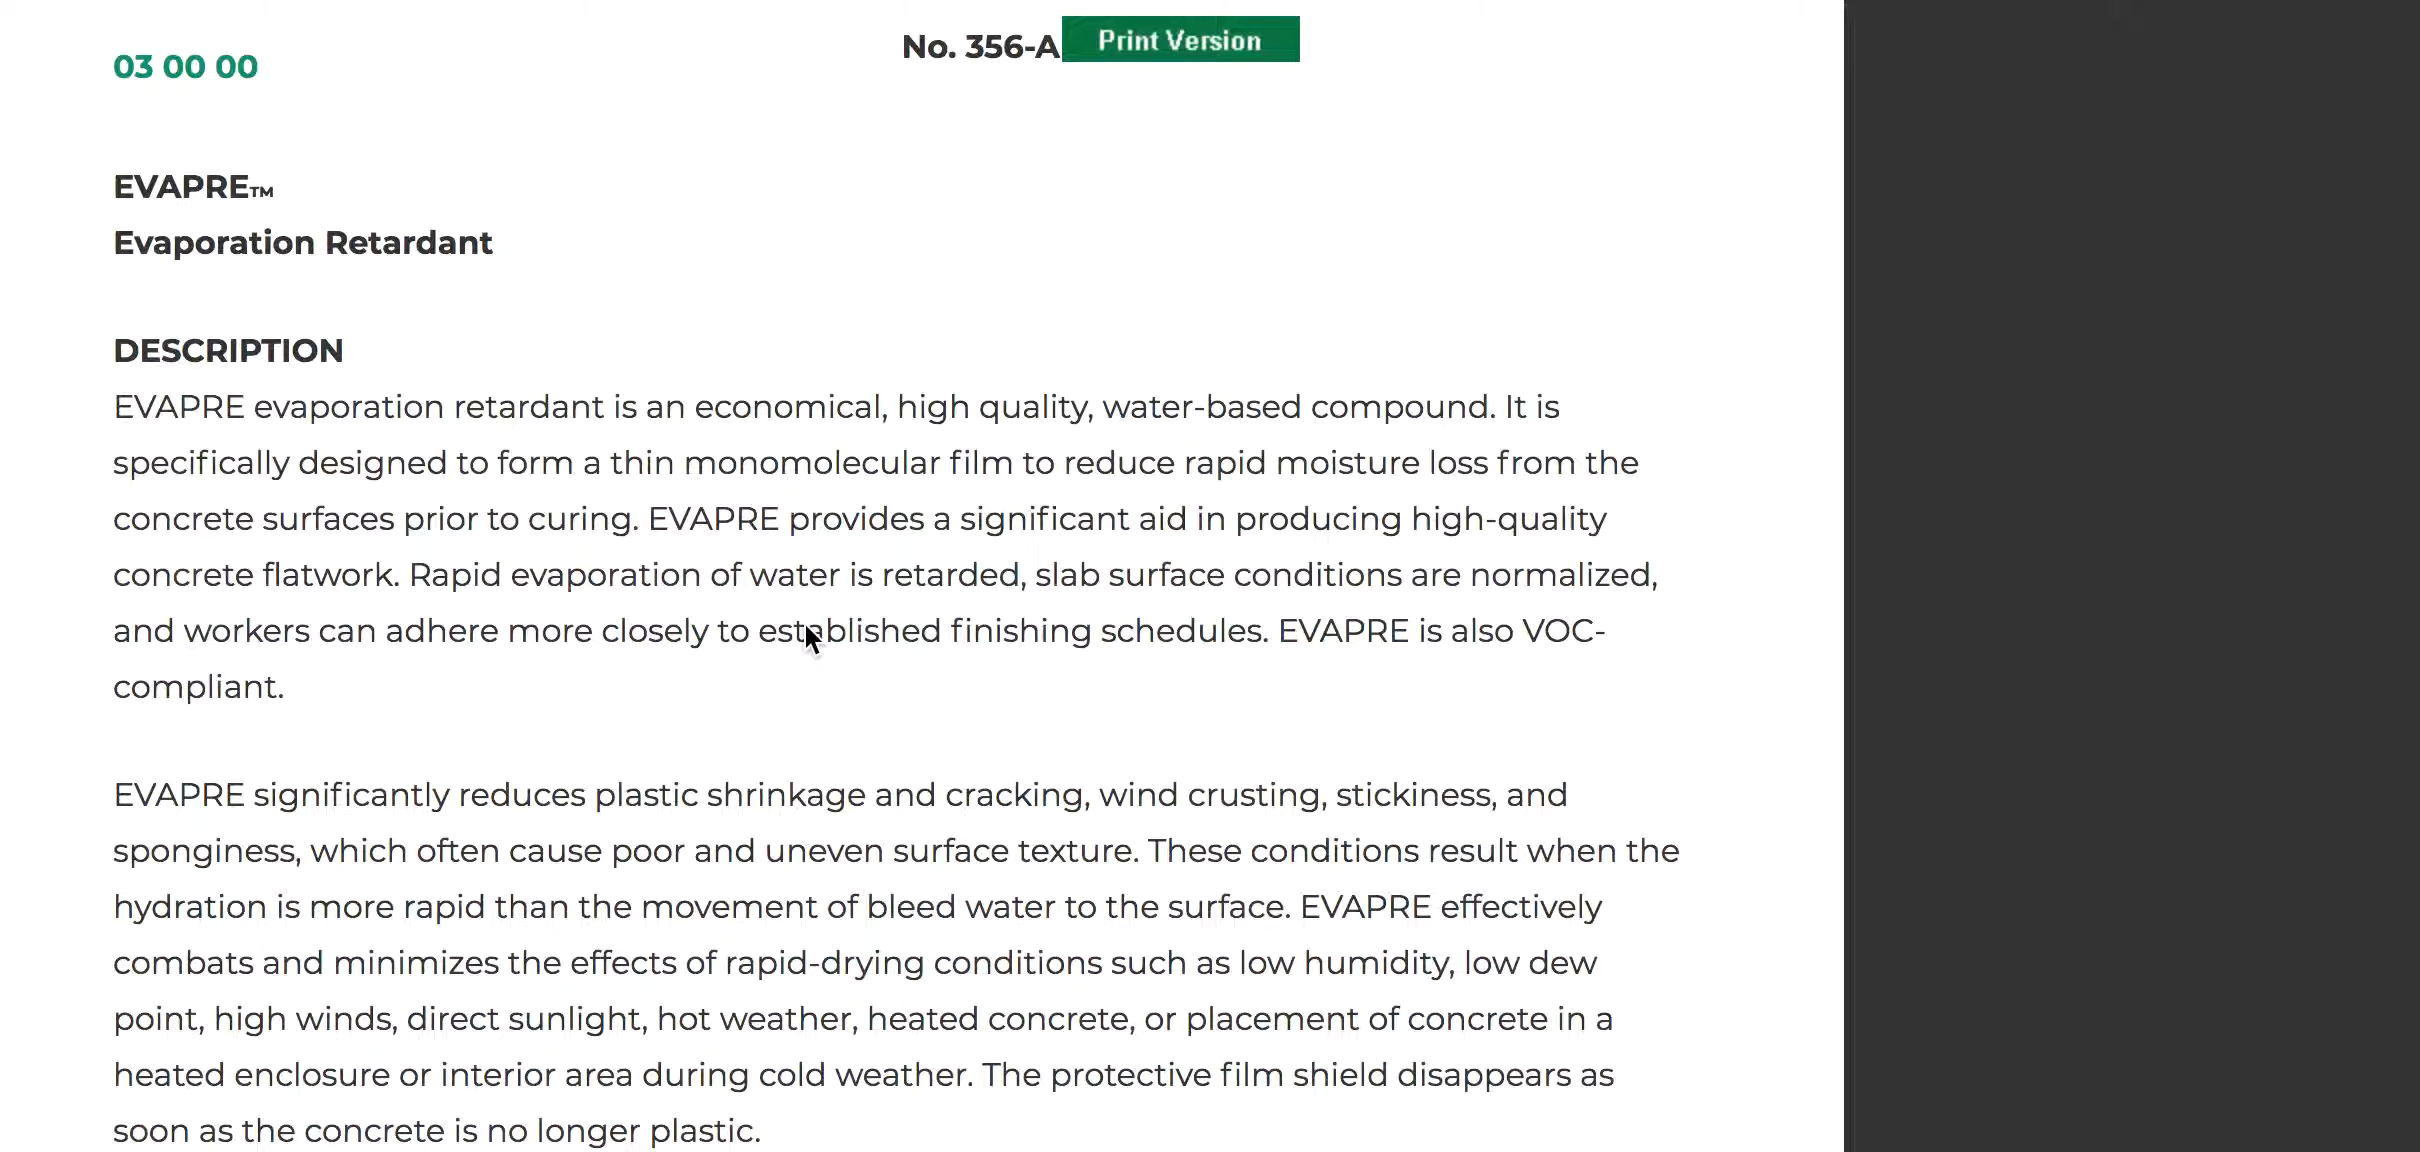 No. 356-A Print Version
03 00 00
EVAPRE™
Evaporation Retardant
DESCRIPTION
EVAPRE evaporation retardant is an economical, high quality, water-based compound. It is
specifically designed to form a thin monomolecular film to reduce rapid moisture loss from the
concrete surfaces prior to curing. EVAPRE provides a significant aid in producing high-quality
concrete flatwork. Rapid evaporation of water is retarded, slab surface conditions are normalized,
and workers can adhere more closely to established finishing schedules. EVAPRE is also VOC-
compliant.
EVAPRE significantly reduces plastic shrinkage and cracking, wind crusting, stickiness, and
sponginess, which often cause poor and uneven surface texture. These conditions result when the
hydration is more rapid than the movement of bleed water to the surface. EVAPRE effectively
combats and minimizes the effects of rapid-drying conditions such as low humidity, low dew
point, high winds, direct sunlight, hot weather, heated concrete, or placement of concrete in a
heated enclosure or interior area during cold weather. The protective film shield disappears as
soon as the concrete is no longer plastic.